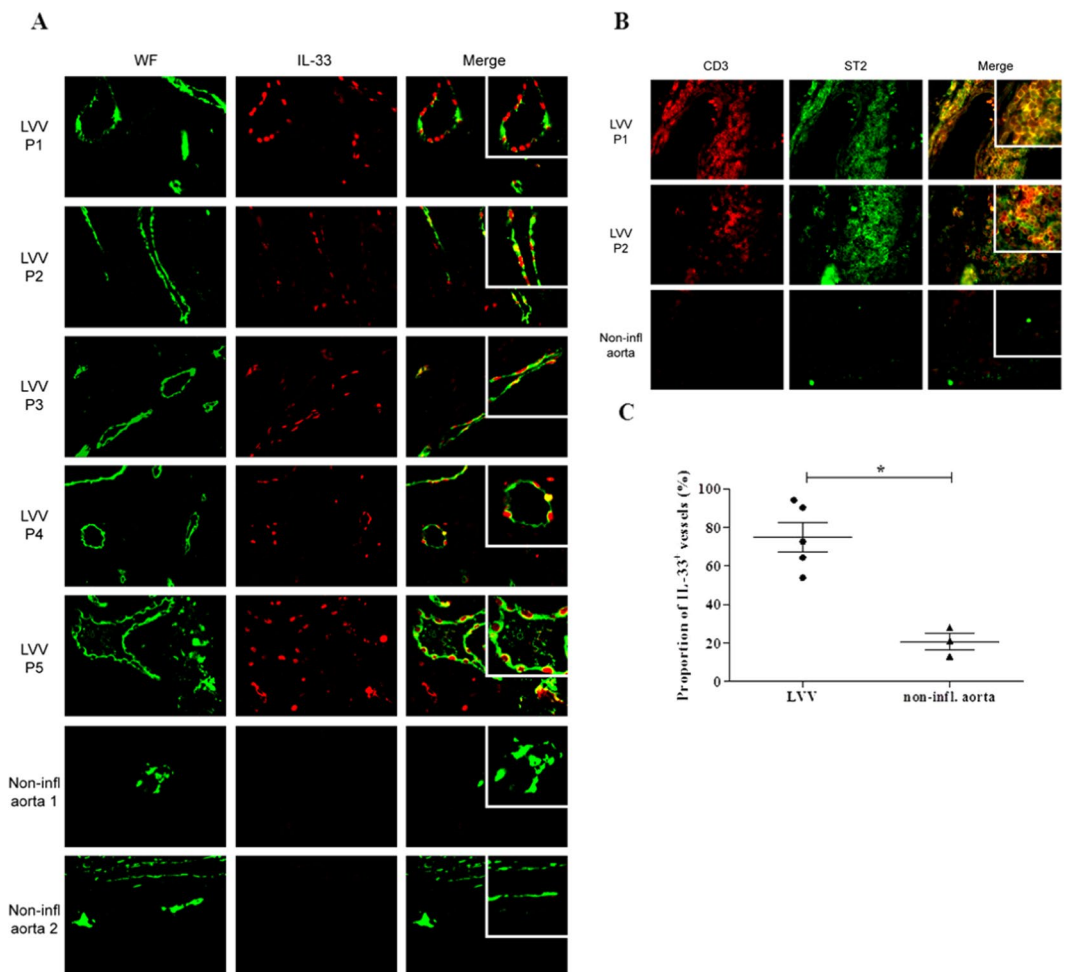 A
WF IL-33 Merge
LVV
P1
LVV
P2
LVV
P3
LVV
P4
LVV
P5
Non-infl
aorta 1
Non-infl
aorta 2
B
CD3 ST2 Merge
LVV
P1
LVV
P2
Non-infl
aorta
C
Proportion of IL-33⁺ vessels (%)
*
100
80
60
40
20
0
LVV non-infl. aorta